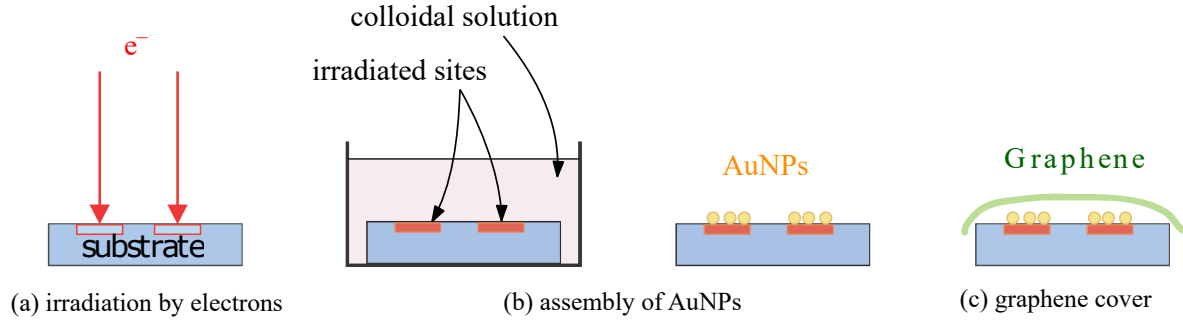 colloidal solution
e⁻
irradiated sites
AuNPs
Graphene
substrate
(a) irradiation by electrons
(b) assembly of AuNPs
(c) graphene cover